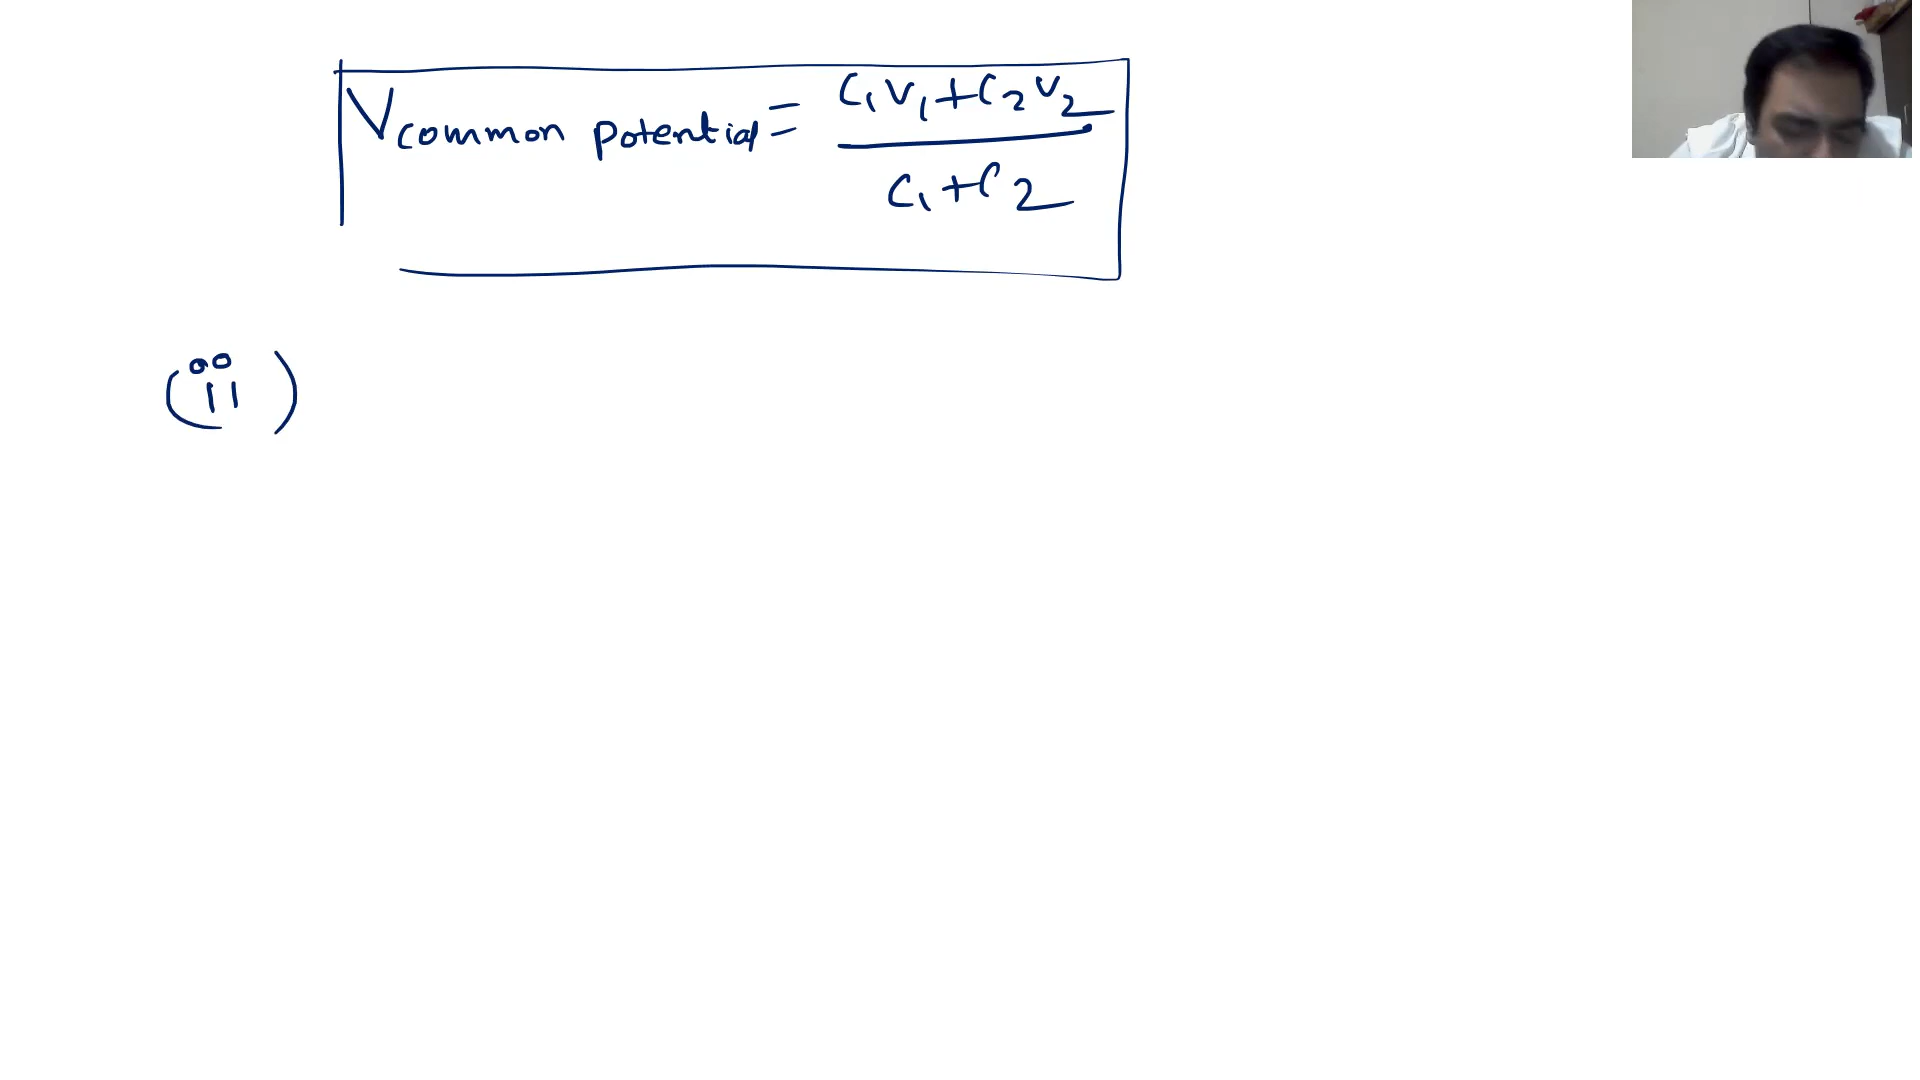 V common potential = C₁V₁+C₂V₂
C₁+C₂
(ii)